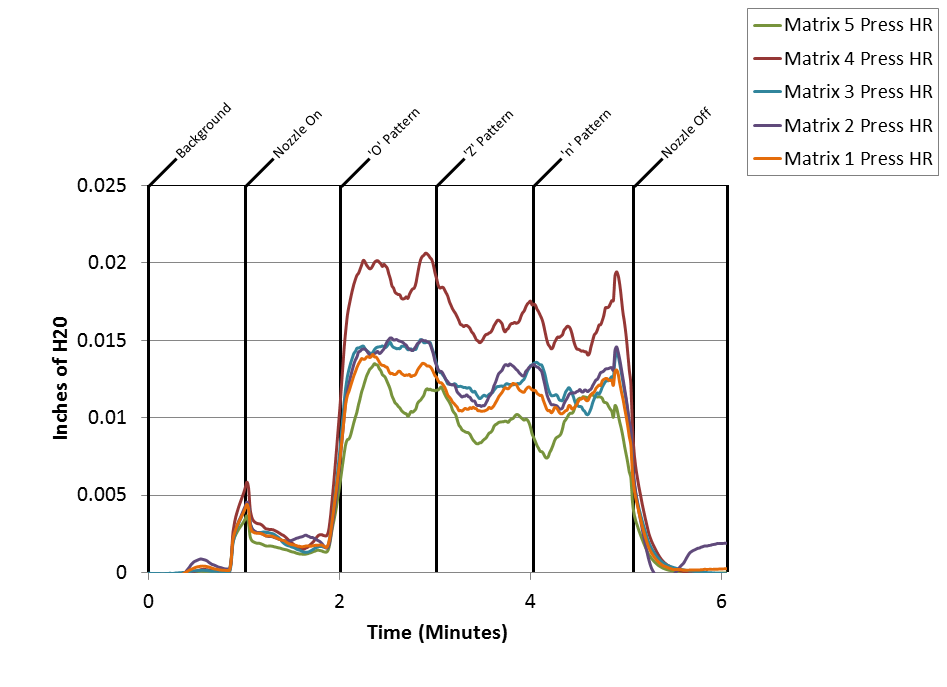 Matrix 5 Press HR
Matrix 4 Press HR
Matrix 3 Press HR
Matrix 2 Press HR
Matrix 1 Press HR
Background
Nozzle On
'O' Pattern
'Z' Pattern
'n' Pattern
Nozzle Off
0.025
0.02
0.015
0.01
0.005
0
Inches of H20
0 2 4 6
Time (Minutes)